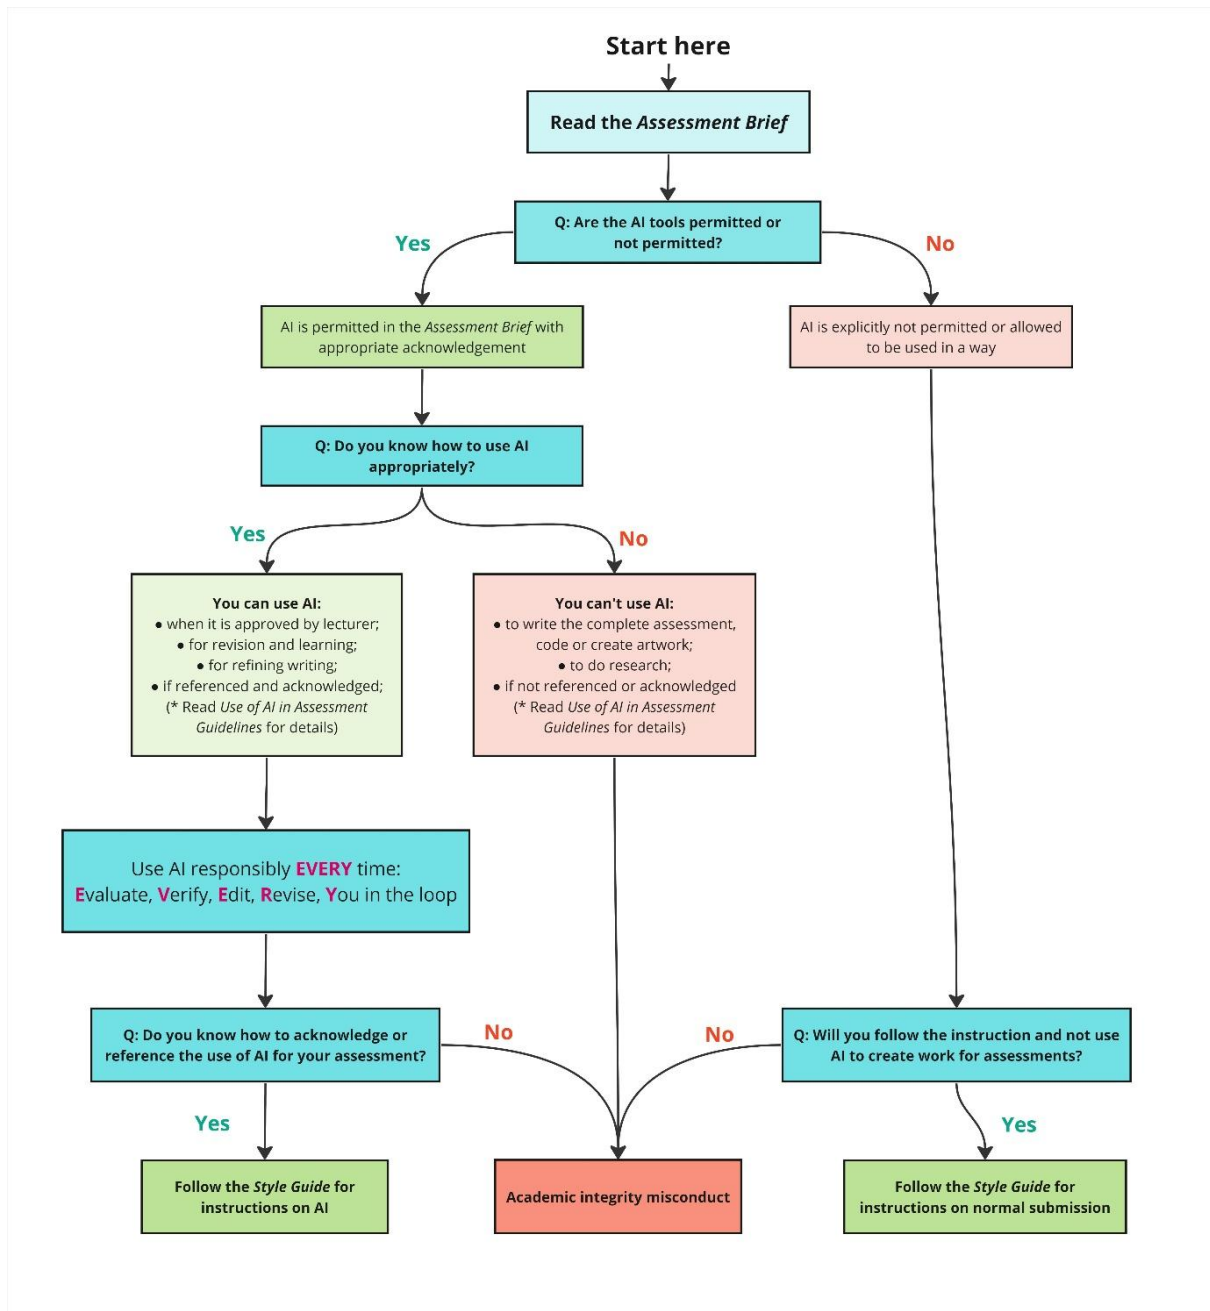 Start here
Read the Assessment Brief
Q: Are the AI tools permitted or
not permitted?
Yes
No
AI is permitted in the Assessment Brief with
appropriate acknowledgement
AI is explicitly not permitted or allowed
to be used in a way
Q: Do you know how to use AI
appropriately?
Yes
No
You can use AI:
● when it is approved by lecturer;
● for revision and learning;
● for refining writing;
● if referenced and acknowledged;
(* Read Use of AI in Assessment
Guidelines for details)
You can't use AI:
● to write the complete assessment,
code or create artwork;
● to do research;
● if not referenced or acknowledged
(* Read Use of AI in Assessment
Guidelines for details)
Use AI responsibly EVERY time:
Evaluate, Verify, Edit, Revise, You in the loop
Q: Do you know how to acknowledge or
reference the use of AI for your assessment?
No
No
Q: Will you follow the instruction and not use
AI to create work for assessments?
Yes
Yes
Follow the Style Guide for
instructions on AI
Academic integrity misconduct
Follow the Style Guide for
instructions on normal submission